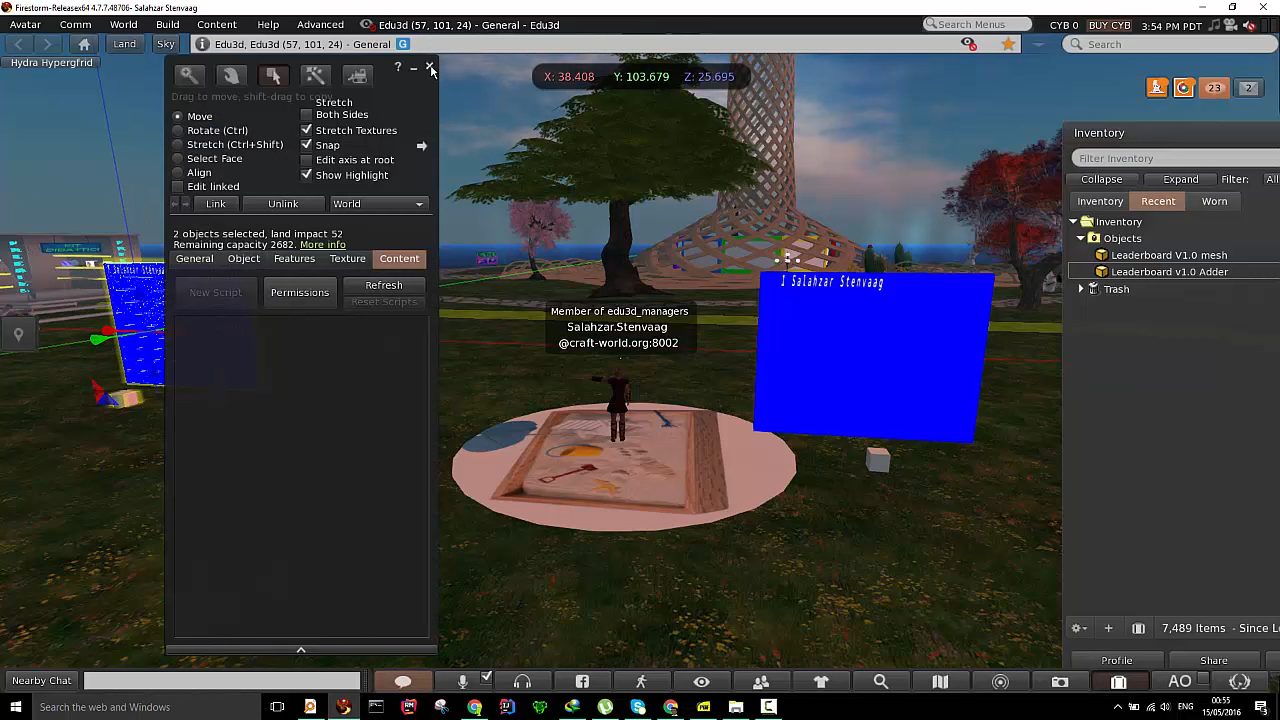 Firestorm-Releasex64 4.7.7.48706- Salahzar Stenvaag
Avatar Comm World Build Content Help Advanced Edu3d (57, 101, 24) - General - Edu3d Search Menus CYB 0 BUY CYB 3:54 PM PDT
Land Sky Edu3d, Edu3d (57, 101, 24) - General G Search
Hydra Hypergfrid
X: 38.408 Y: 103.679 Z: 25.695
23 2
? _
Drag to move, shift-drag to copy
Move
Rotate (Ctrl)
Stretch (Ctrl+Shift)
Select Face
Align
Edit linked
Stretch
Both Sides
Stretch Textures
Snap
Edit axis at root
Show Highlight
Link Unlink World
2 objects selected, land impact 52
Remaining capacity 2682. More info
General Object Features Texture Content
New Script Permissions Refresh
Reset Scripts
Inventory
Filter Inventory
Collapse Expand Filter: All
Inventory Recent Worn
Inventory
Objects
Leaderboard V1.0 mesh
Leaderboard v1.0 Adder
Trash
Salahzar Stenvaag
1 Salahzar Stenvaag
Member of edu3d_managers
Salahzar.Stenvaag
@craft-world.org:8002
7,489 Items - Since Lo
Profile Share
Nearby Chat
AO
Search the web and Windows
00:55
15/05/2016